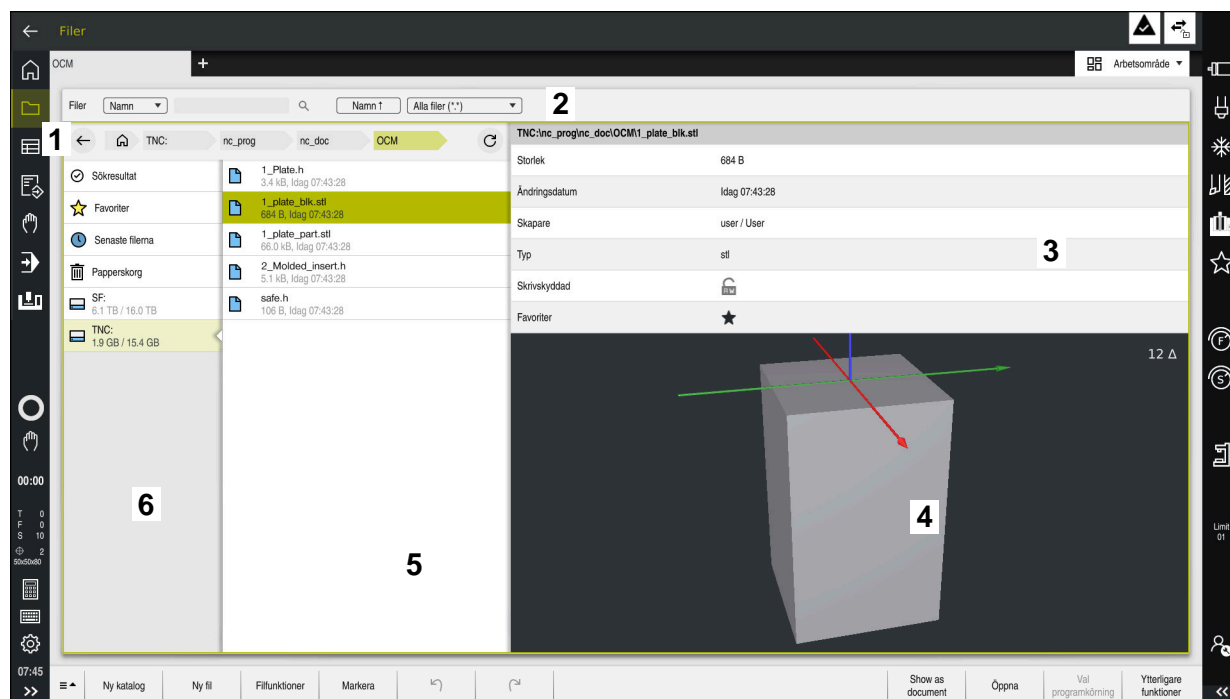 Filer
OCM
+
Arbetsområde
Filer
Namn
Namn ↑
Alla filer (*.*)
2
1
TNC:
nc_prog
nc_doc
OCM
TNC:\nc_prog\nc_doc\OCM\1_plate_blk.stl
Sökresultat
Favoriter
Senaste filerna
Papperskorg
SF:
6.1 TB / 16.0 TB
TNC:
1.9 GB / 15.4 GB
6
1_Plate.h
3.4 kB, Idag 07:43:28
1_plate_blk.stl
684 B, Idag 07:43:28
1_plate_part.stl
66.0 kB, Idag 07:43:28
2_Molded_insert.h
5.1 kB, Idag 07:43:28
safe.h
106 B, Idag 07:43:28
5
Storlek 684 B
Ändringsdatum Idag 07:43:28
Skapare user / User
Typ stl
3
Skrivskyddad RW
Favoriter
12 Δ
4
00:00
T 0
F 0
S 10
2
50x50x80
07:45
F
S
Limit
01
Ny katalog
Ny fil
Filfunktioner
Markera
Show as
document
Öppna
Val
programkörning
Ytterligare
funktioner